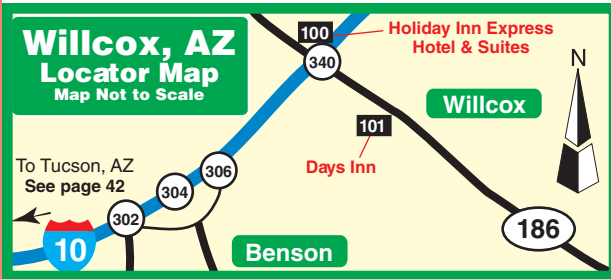 Willcox, AZ
Locator Map
Map Not to Scale
100
Holiday Inn Express
Hotel & Suites
340
N
Willcox
101
Days Inn
To Tucson, AZ
See page 42
306
304
302
10
186
Benson